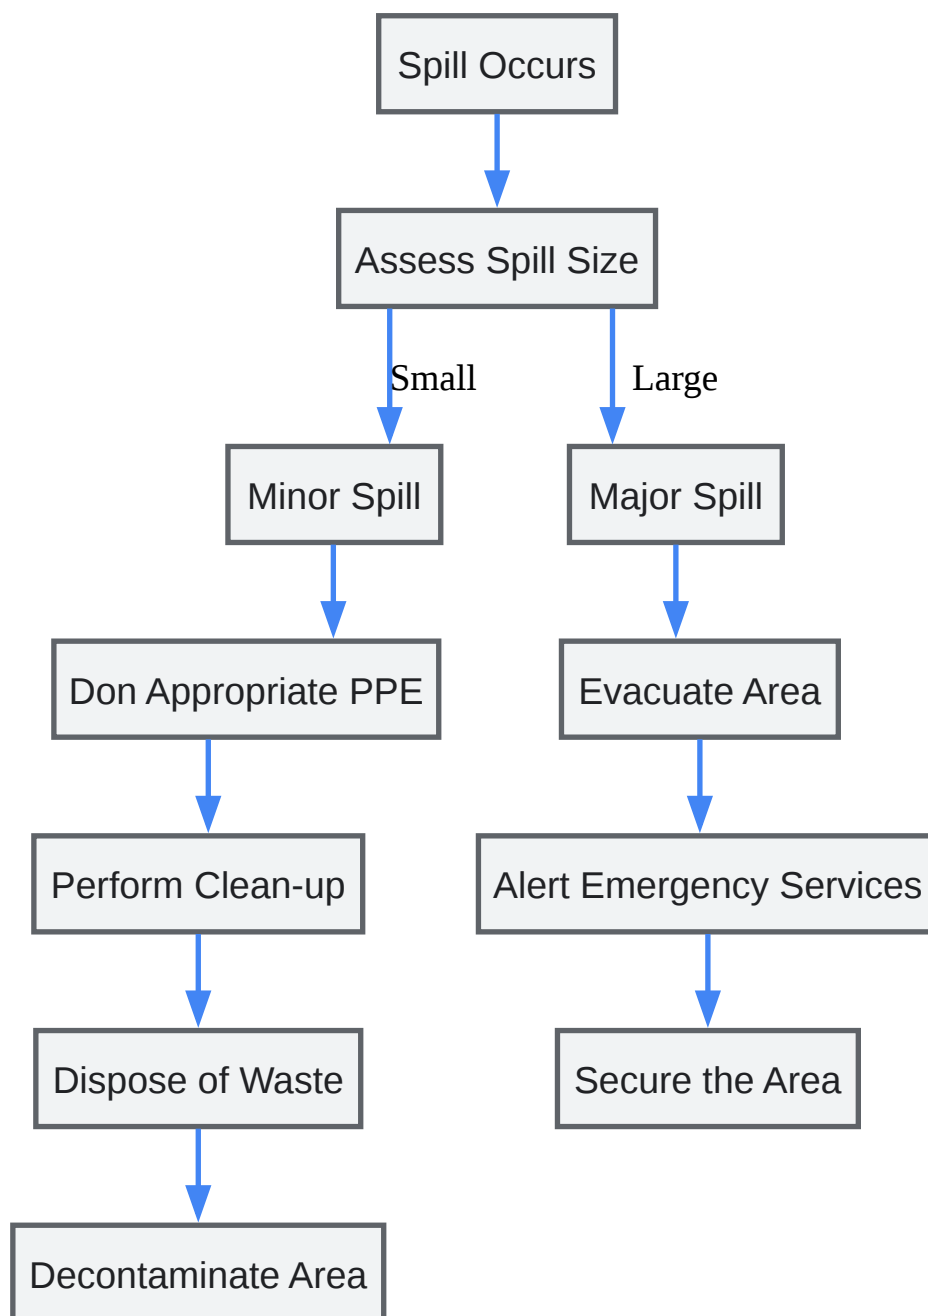 Spill Occurs
Assess Spill Size
Small
Large
Minor Spill
Major Spill
Don Appropriate PPE
Evacuate Area
Perform Clean-up
Alert Emergency Services
Dispose of Waste
Secure the Area
Decontaminate Area